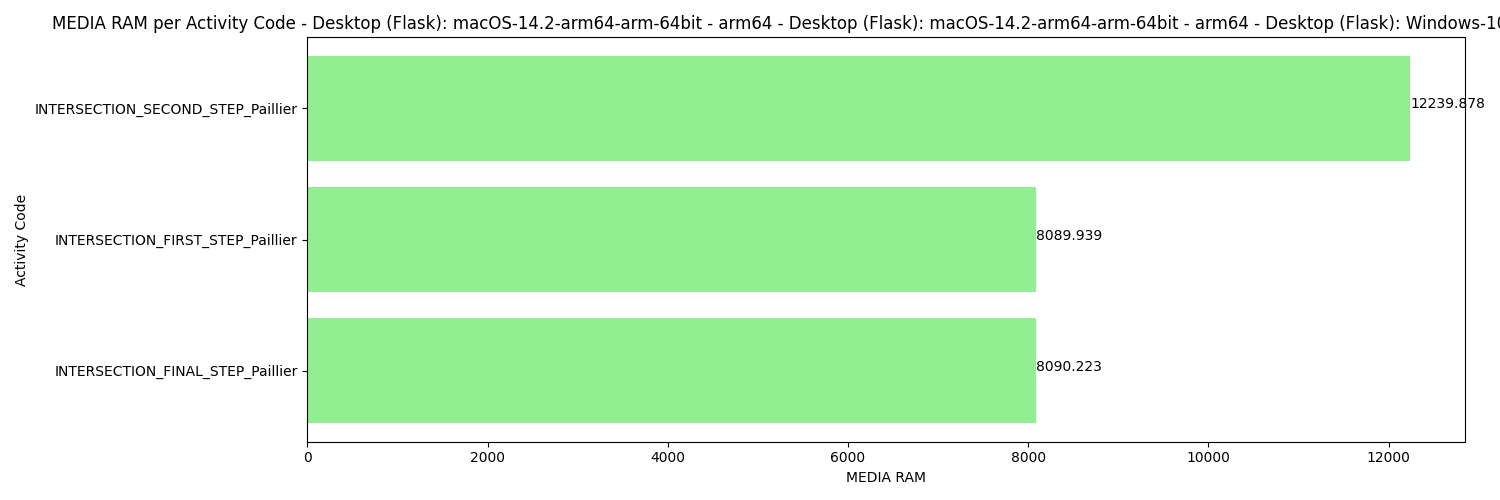 MEDIA RAM per Activity Code - Desktop (Flask): macOS-14.2-arm64-arm-64bit - arm64 - Desktop (Flask): macOS-14.2-arm64-arm-64bit - arm64 - Desktop (Flask): Windows-10
INTERSECTION_SECOND_STEP_Paillier
12239.878
INTERSECTION_FIRST_STEP_Paillier
8089.939
INTERSECTION_FINAL_STEP_Paillier
8090.223
Activity Code
0 2000 4000 6000 8000 10000 12000
MEDIA RAM